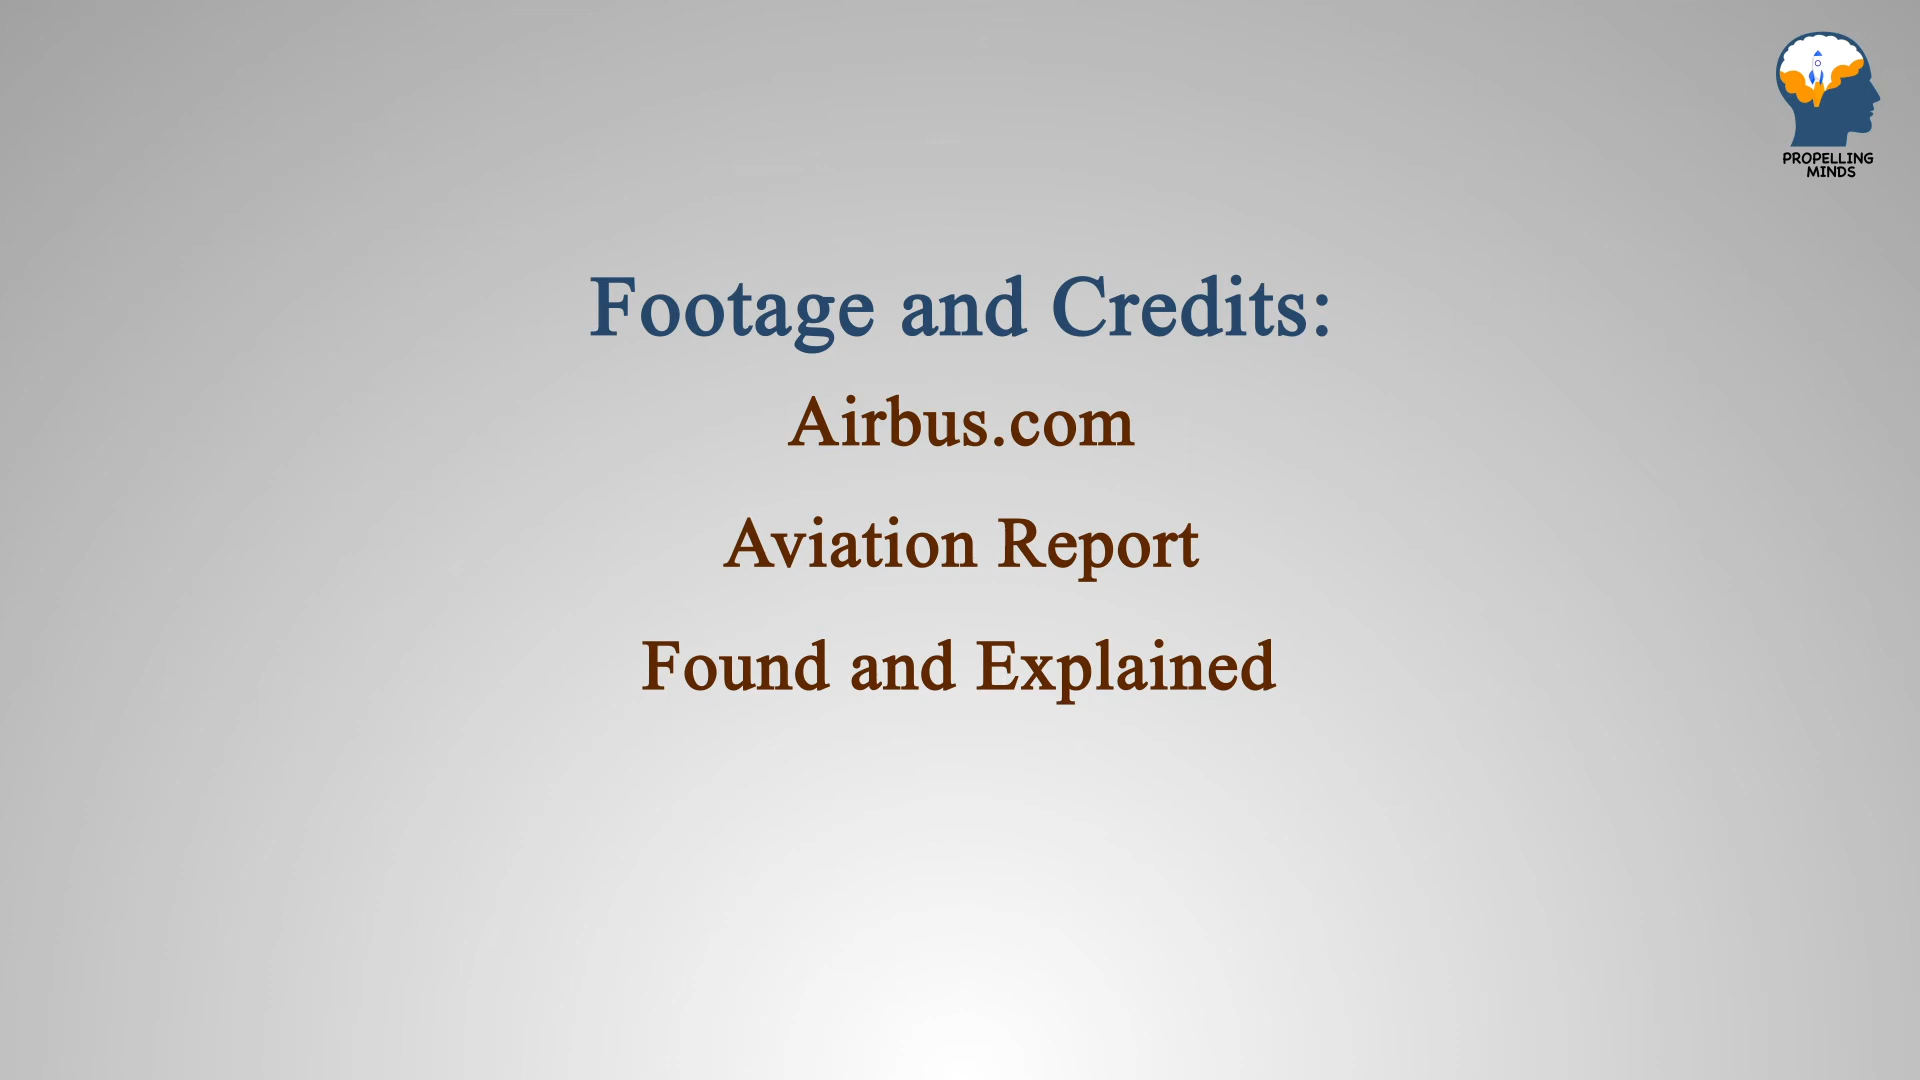 PROPELLING
MINDS
Footage and Credits:
Airbus.com
Aviation Report
Found and Explained